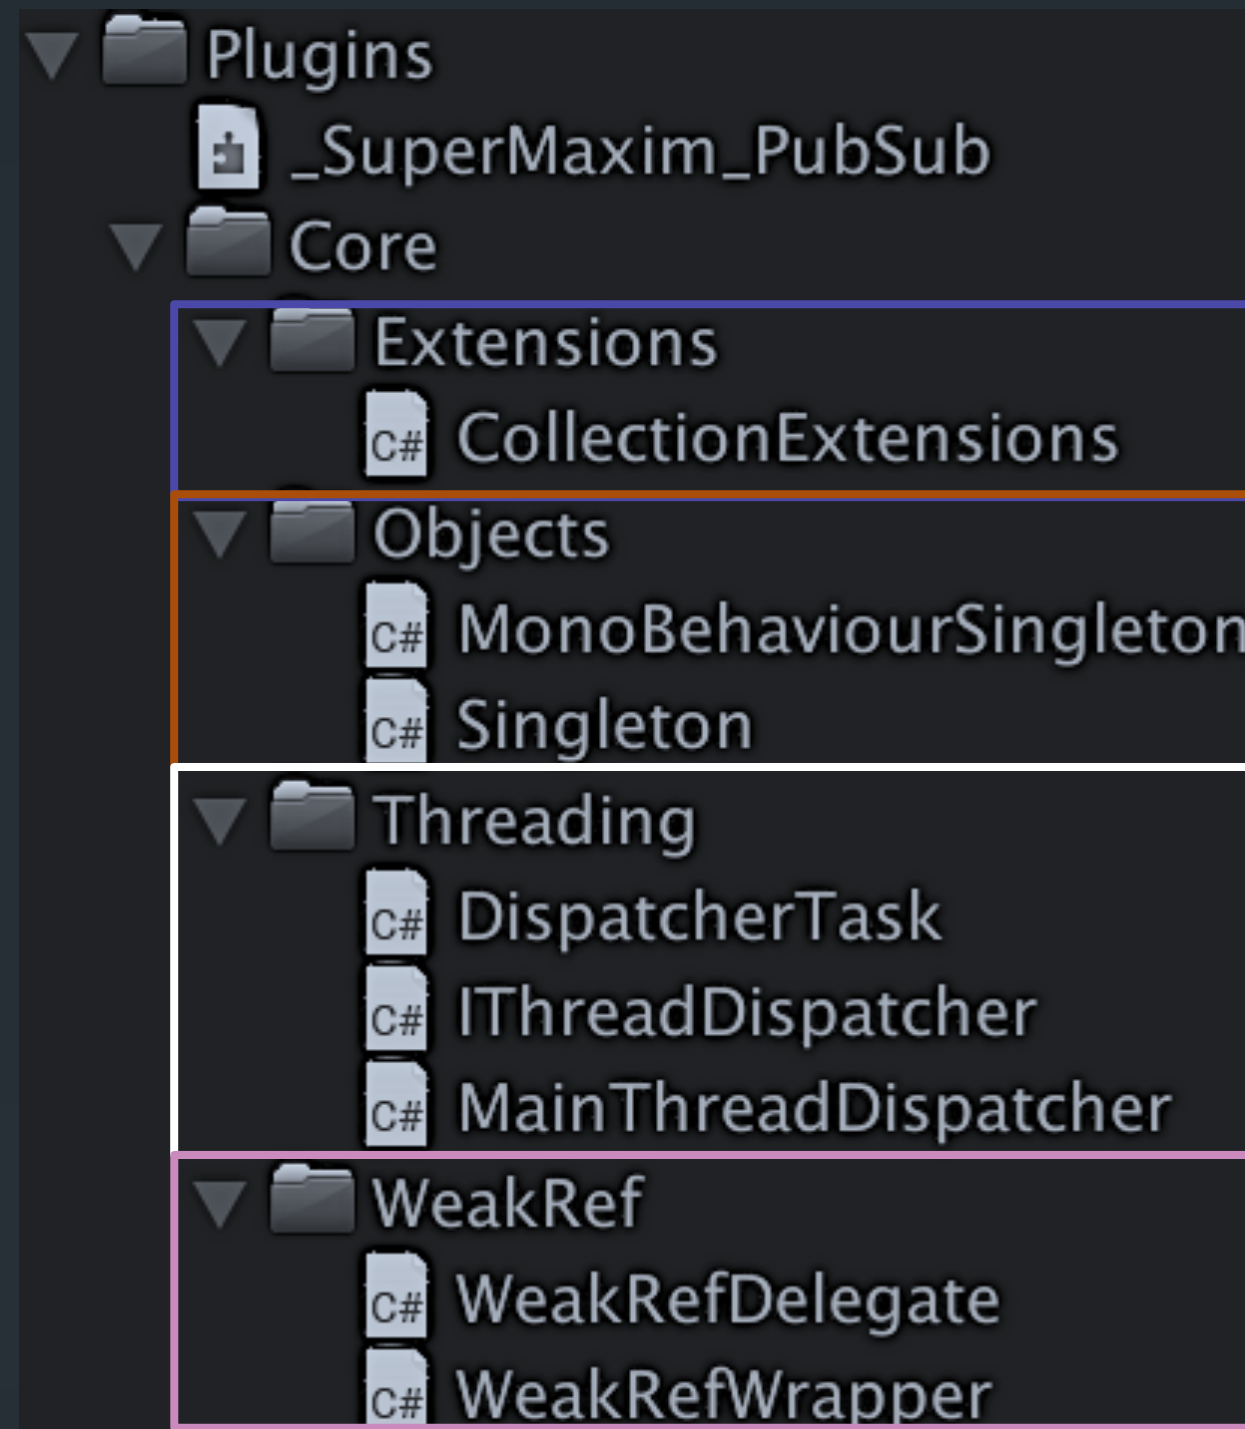 Plugins
_SuperMaxim_PubSub
Core
Extensions
C# CollectionExtensions
Objects
C# MonoBehaviourSingleton
C# Singleton
Threading
C# DispatcherTask
C# IThreadDispatcher
C# MainThreadDispatcher
WeakRef
C# WeakRefDelegate
C# WeakRefWrapper